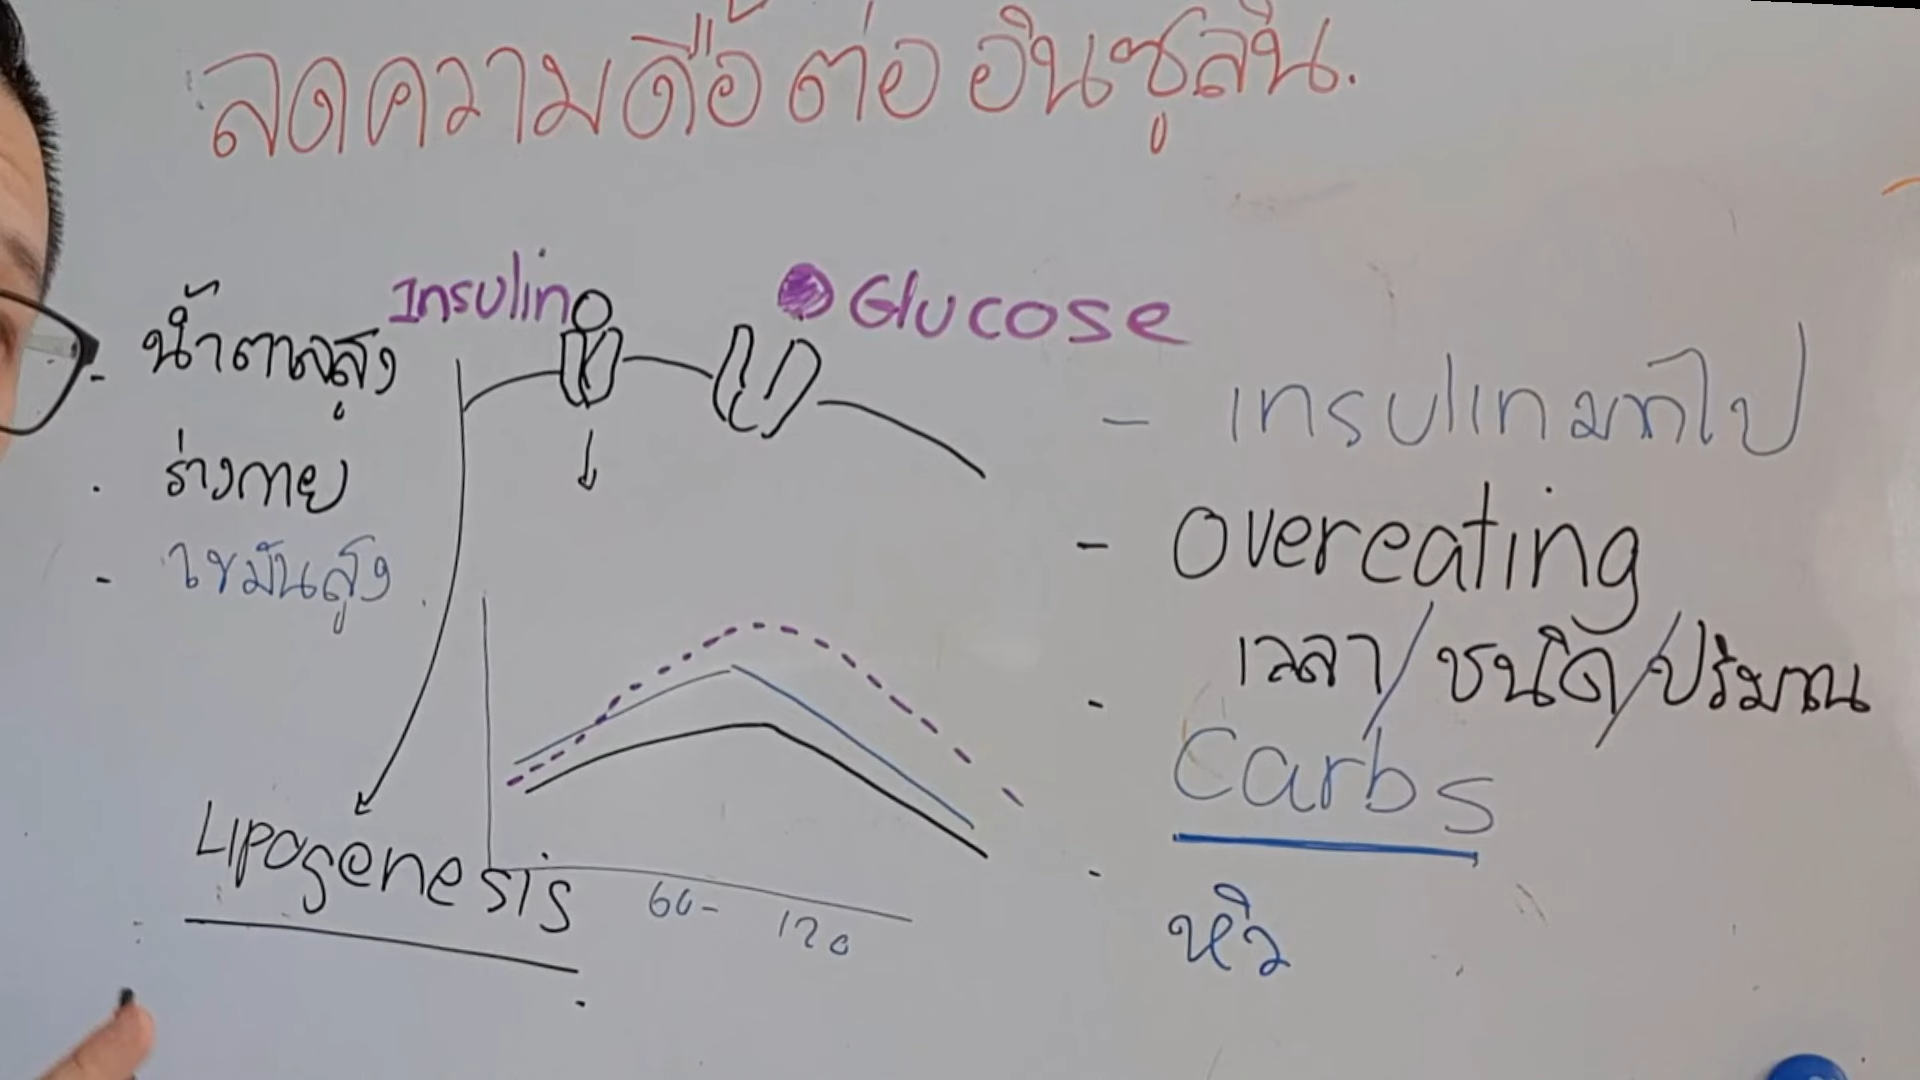 ลดความดื้อต่ออินซูลิน.
Insulin
Glucose
- น้ำตาลสูง
. ร่างกาย
- ไขมันสูง
Lipogenesis
60- 120
- Insulinมากไป
- overeating
เวลา/ชนิด/ปริมาณ
. Carbs
. หิว